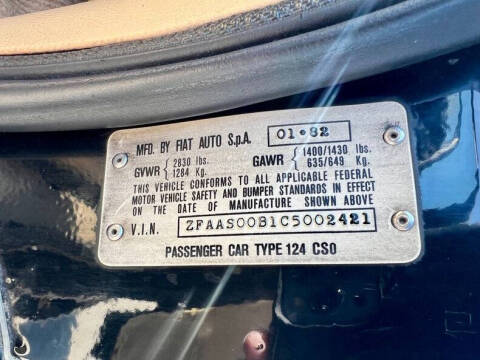 MFD. BY FIAT AUTO S.p.A. 01•82
GVWR { 2830 lbs. 1284 Kg. GAWR { 1400/1430 lbs. 635/649 Kg.
THIS VEHICLE CONFORMS TO ALL APPLICABLE FEDERAL
MOTOR VEHICLE SAFETY AND BUMPER STANDARDS IN EFFECT
ON THE DATE OF MANUFACTURE SHOWN ABOVE
V.I.N. ZFAAS00B1C5002421
PASSENGER CAR TYPE 124 CS0